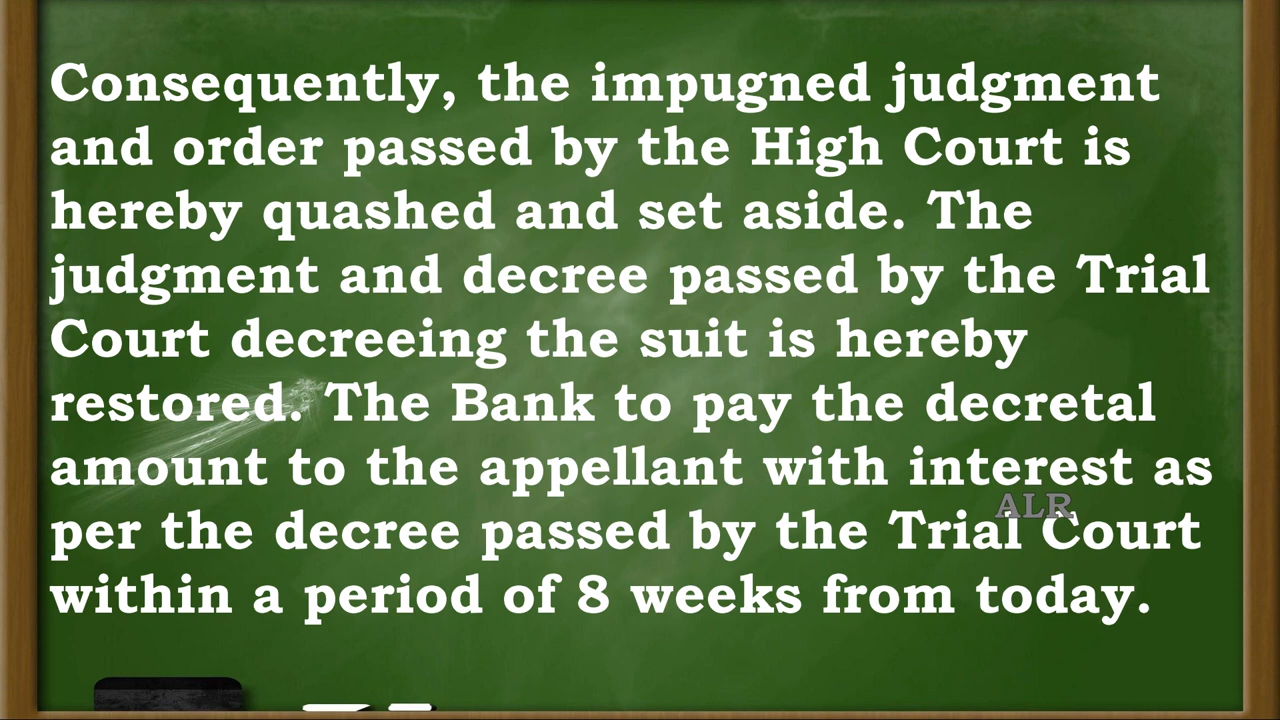 Consequently, the impugned judgment
and order passed by the High Court is
hereby quashed and set aside. The
judgment and decree passed by the Trial
Court decreeing the suit is hereby
restored. The Bank to pay the decretal
amount to the appellant with interest as
ALR
per the decree passed by the Trial Court
within a period of 8 weeks from today.